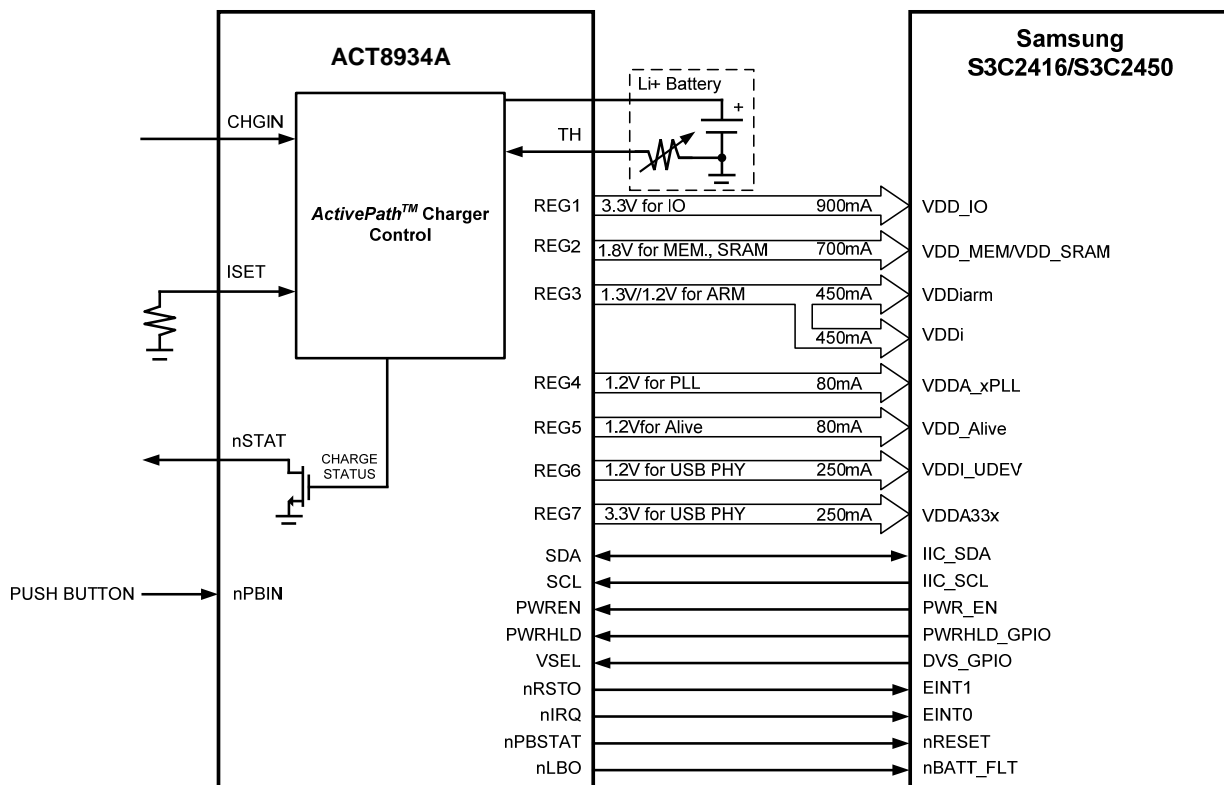 ACT8934A
Samsung
S3C2416/S3C2450
Li+ Battery
+
CHGIN
TH
ActivePath™ Charger
Control
ISET
REG1 3.3V for IO 900mA VDD_IO
REG2 1.8V for MEM., SRAM 700mA VDD_MEM/VDD_SRAM
REG3 1.3V/1.2V for ARM 450mA VDDiarm
450mA VDDi
REG4 1.2V for PLL 80mA VDDA_xPLL
REG5 1.2Vfor Alive 80mA VDD_Alive
nSTAT
CHARGE
STATUS
REG6 1.2V for USB PHY 250mA VDDI_UDEV
REG7 3.3V for USB PHY 250mA VDDA33x
SDA IIC_SDA
SCL IIC_SCL
PUSH BUTTON nPBIN
PWREN PWR_EN
PWRHLD PWRHLD_GPIO
VSEL DVS_GPIO
nRSTO EINT1
nIRQ EINT0
nPBSTAT nRESET
nLBO nBATT_FLT